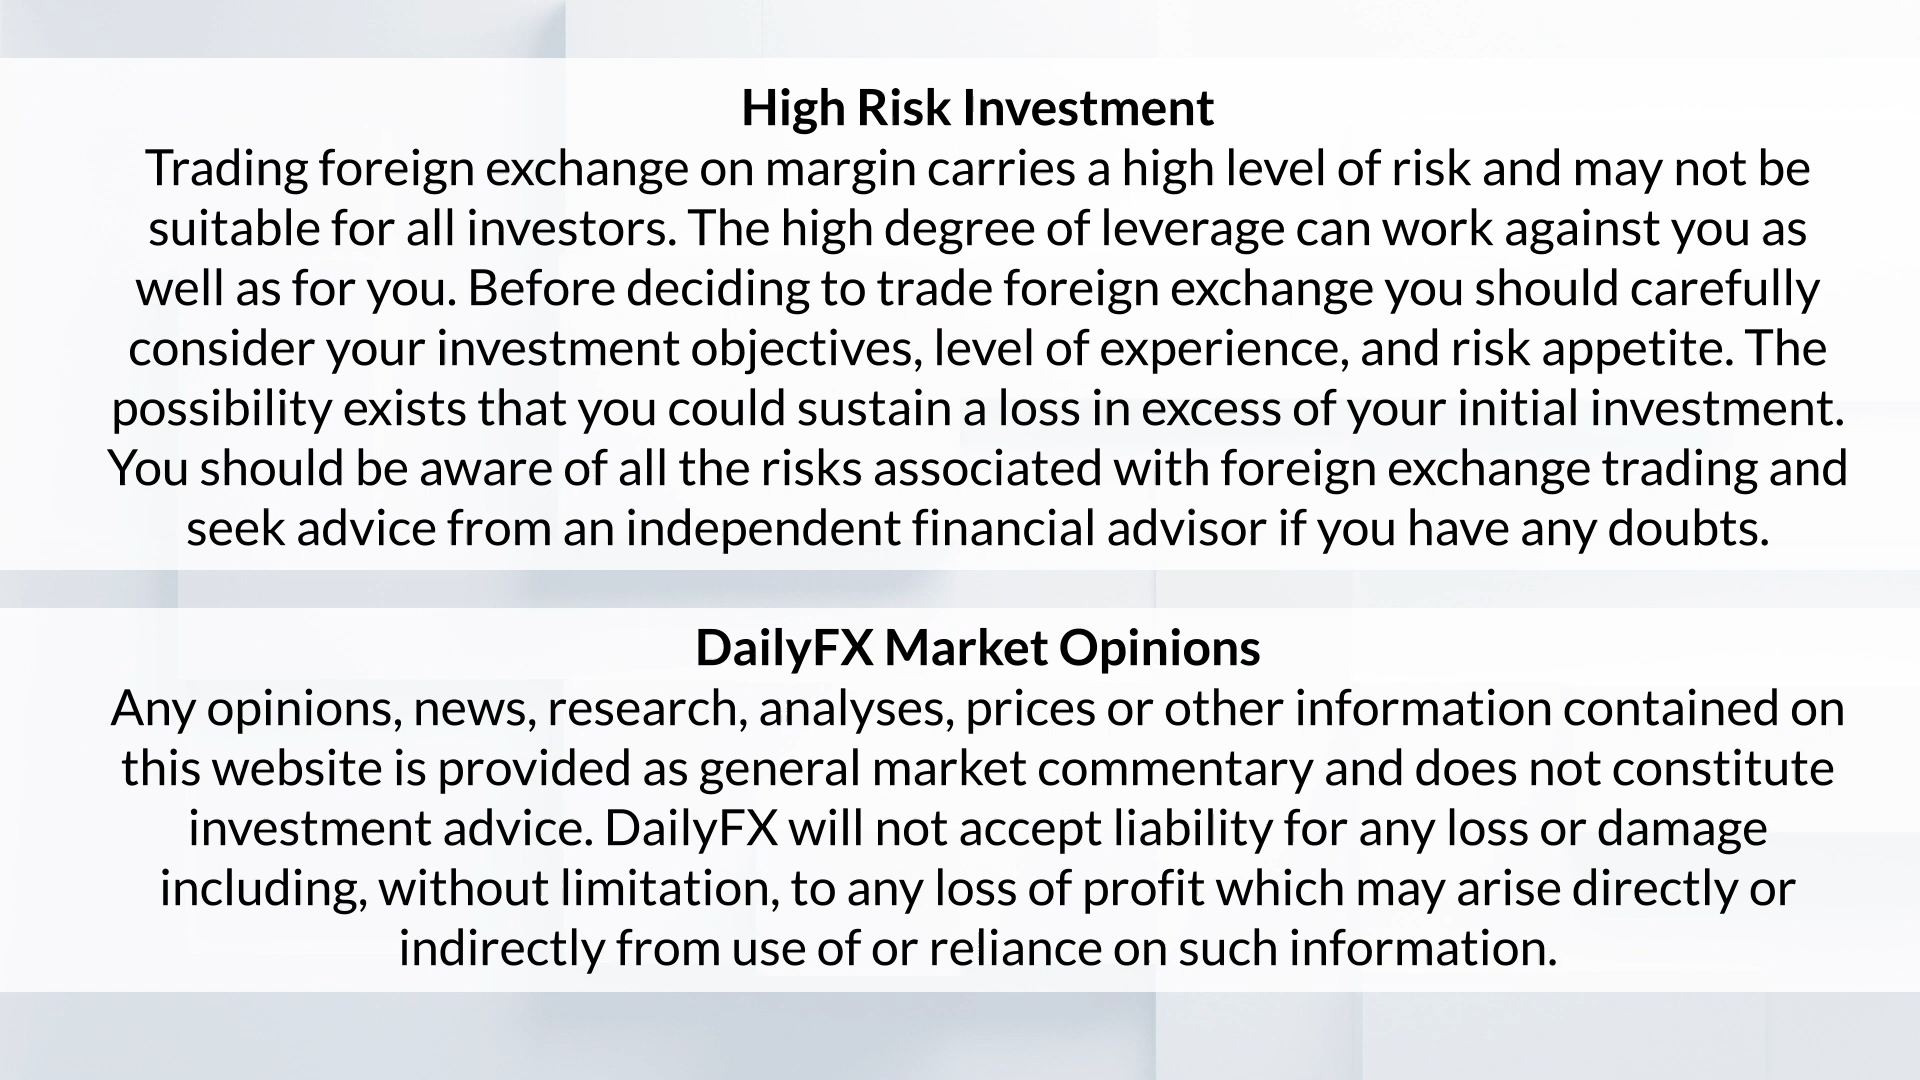 High Risk Investment
Trading foreign exchange on margin carries a high level of risk and may not be
suitable for all investors. The high degree of leverage can work against you as
well as for you. Before deciding to trade foreign exchange you should carefully
consider your investment objectives, level of experience, and risk appetite. The
possibility exists that you could sustain a loss in excess of your initial investment.
You should be aware of all the risks associated with foreign exchange trading and
seek advice from an independent financial advisor if you have any doubts.
DailyFX Market Opinions
Any opinions, news, research, analyses, prices or other information contained on
this website is provided as general market commentary and does not constitute
investment advice. DailyFX will not accept liability for any loss or damage
including, without limitation, to any loss of profit which may arise directly or
indirectly from use of or reliance on such information.